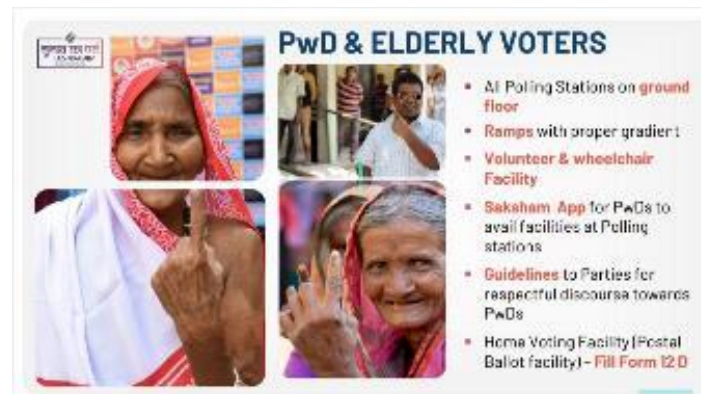 PwD & ELDERLY VOTERS
All Polling Stations on ground
floor
Ramps with proper gradient
Volunteer & wheelchair
Facility
Saksham App for PwDs to
avail facilities at Polling
stations
Guidelines to Parties for
respectful discourse towards
PwDs
Home Voting Facility (Postal
Ballot facility) – Fill Form 12 D